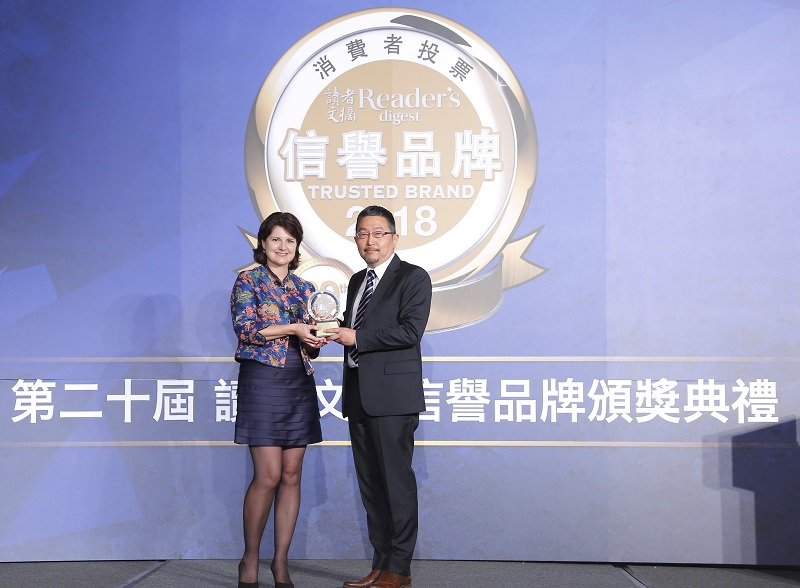 消費者投票
讀者
文摘
Reader's
digest
信譽品牌
TRUSTED BRAND
2 18
第二十屆 讀 文 信譽品牌頒獎典禮